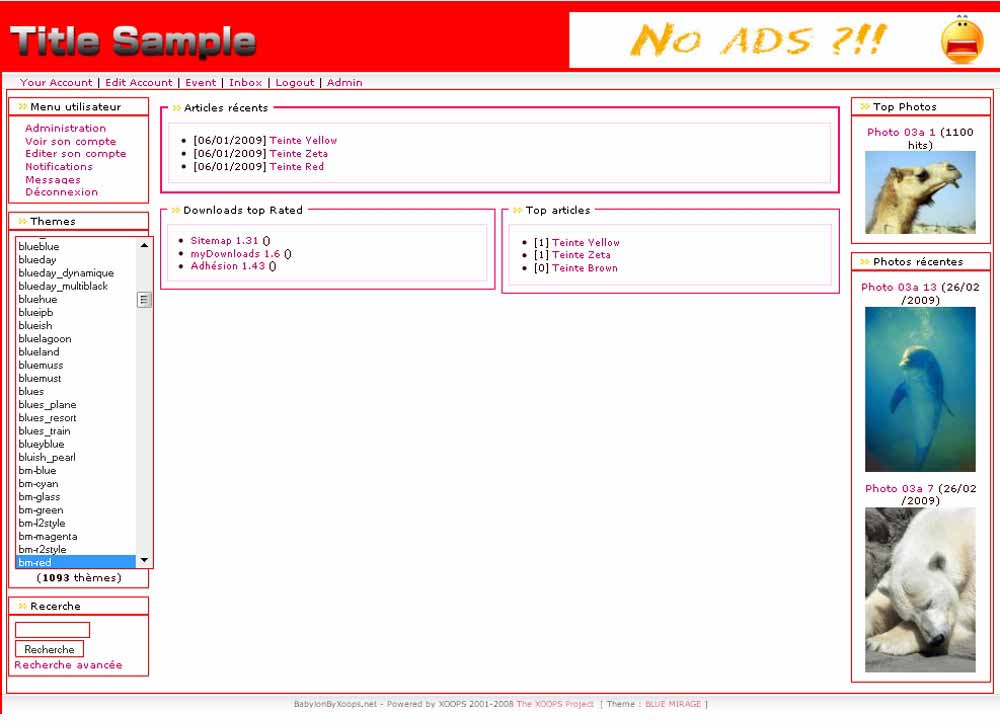 Title Sample
No ADS ?!!
Your Account | Edit Account | Event | Inbox | Logout | Admin
Menu utilisateur
Administration
Voir son compte
Editer son compte
Notifications
Messages
Déconnexion
Themes
blueblue
blueday
blueday_dynamique
blueday_multiblack
bluehue
blueipb
blueish
bluelagoon
blueland
bluemuss
bluemust
blues
blues_plane
blues_resort
blues_train
blueyblue
bluish_pearl
bm-blue
bm-cyan
bm-glass
bm-green
bm-l2style
bm-magenta
bm-r2style
bm-red
(1093 thèmes)
Recerche
Recherche
Recherche avancée
Articles récents
[06/01/2009] Teinte Yellow
[06/01/2009] Teinte Zeta
[06/01/2009] Teinte Red
Downloads top Rated
Sitemap 1.31 ()
myDownloads 1.6 ()
Adhésion 1.43 ()
Top articles
[1] Teinte Yellow
[1] Teinte Zeta
[0] Teinte Brown
Top Photos
Photo 03a 1 (1100
hits)
Photos récentes
Photo 03a 13 (26/02
/2009)
Photo 03a 7 (26/02
/2009)
BabylonByXoops.net - Powered by XOOPS 2001-2008 The XOOPS Project [ Theme : BLUE MIRAGE ]